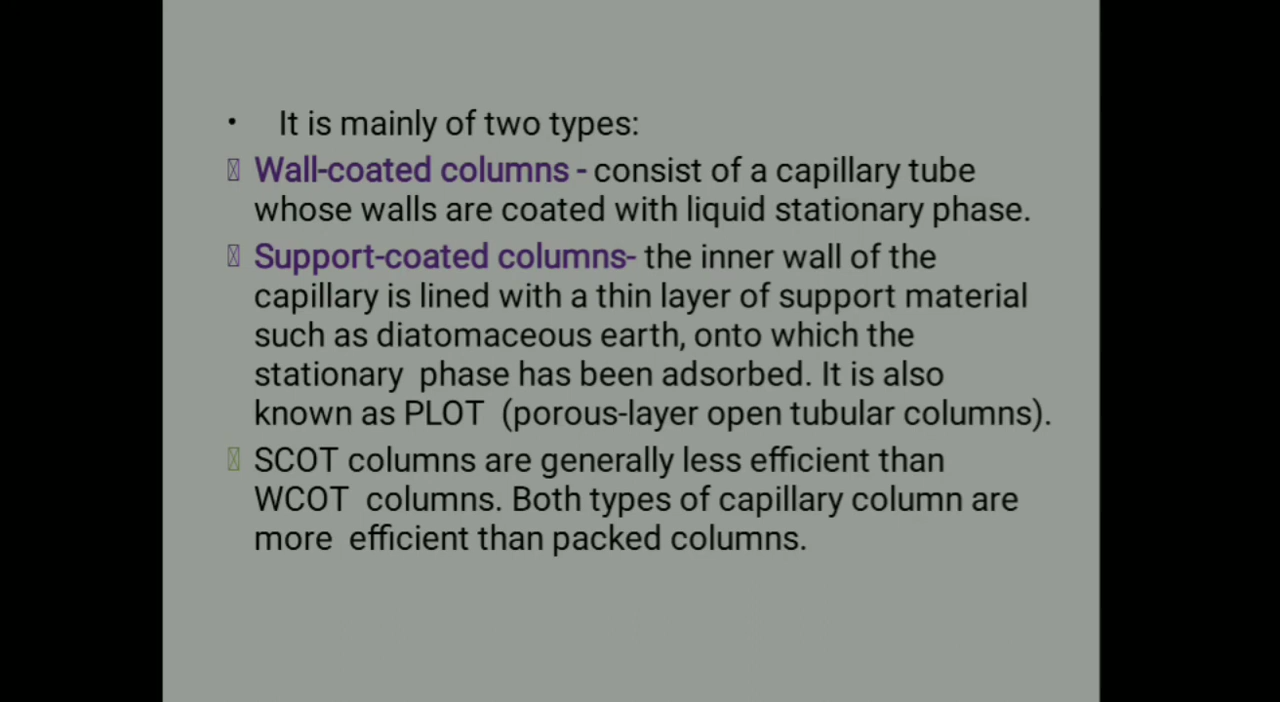 • It is mainly of two types:
Wall-coated columns - consist of a capillary tube
whose walls are coated with liquid stationary phase.
Support-coated columns- the inner wall of the
capillary is lined with a thin layer of support material
such as diatomaceous earth, onto which the
stationary  phase has been adsorbed. It is also
known as PLOT  (porous-layer open tubular columns).
SCOT columns are generally less efficient than
WCOT  columns. Both types of capillary column are
more  efficient than packed columns.